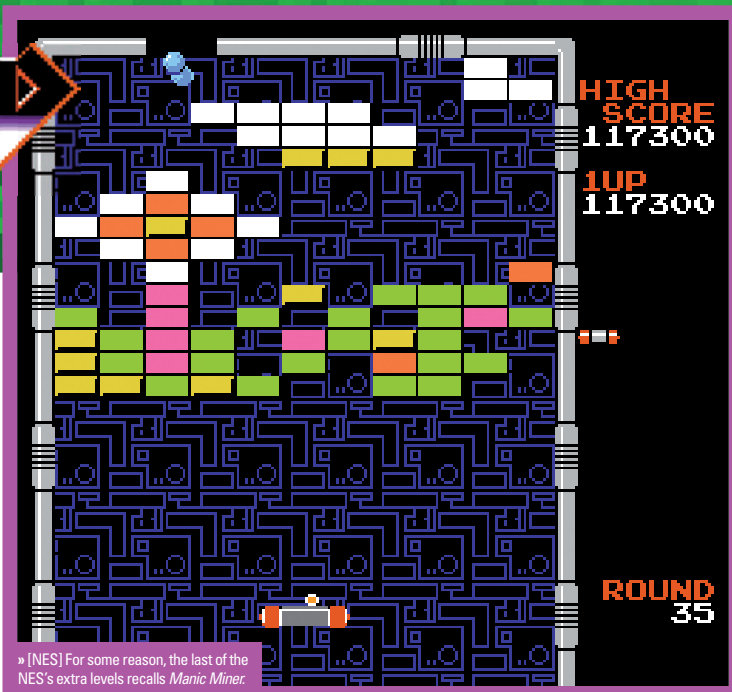 HIGH
SCORE
117300
1UP
117300
ROUND
35
» [NES] For some reason, the last of the
NES's extra levels recalls Manic Miner.